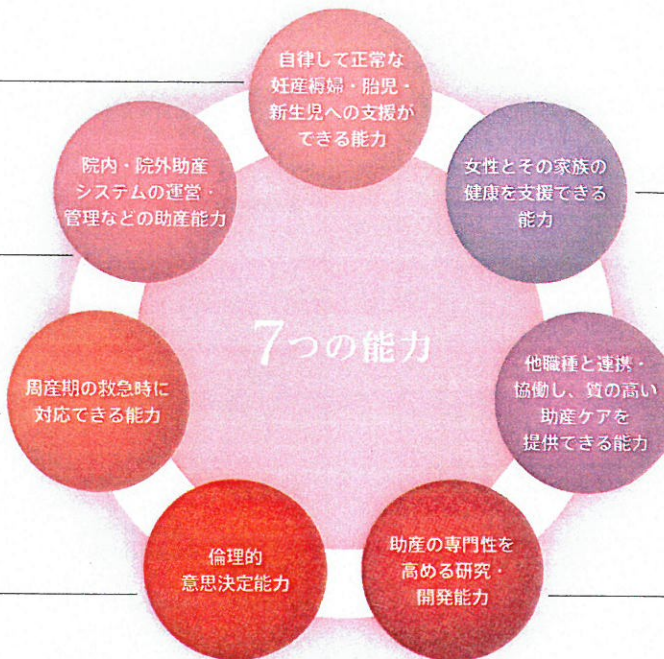 自律して正常な
妊産褥婦・胎児・
新生児への支援が
できる能力
女性とその家族の
健康を支援できる
能力
他職種と連携・
協働し、質の高い
助産ケアを
提供できる能力
助産の専門性を
高める研究・
開発能力
倫理的
意思決定能力
周産期の救急時に
対応できる能力
院内・院外助産
システムの運営・
管理などの助産能力
7つの能力